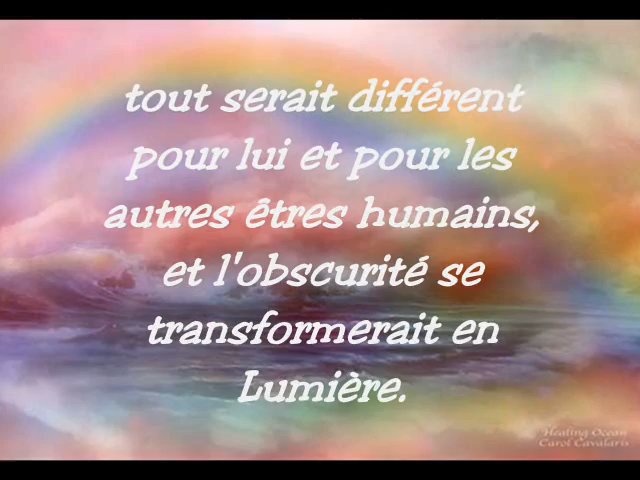 tout serait différent
pour lui et pour les
autres êtres humains,
et l'obscurité se
transformerait en
Lumière.
Healing Ocean
Carol Cavalaris